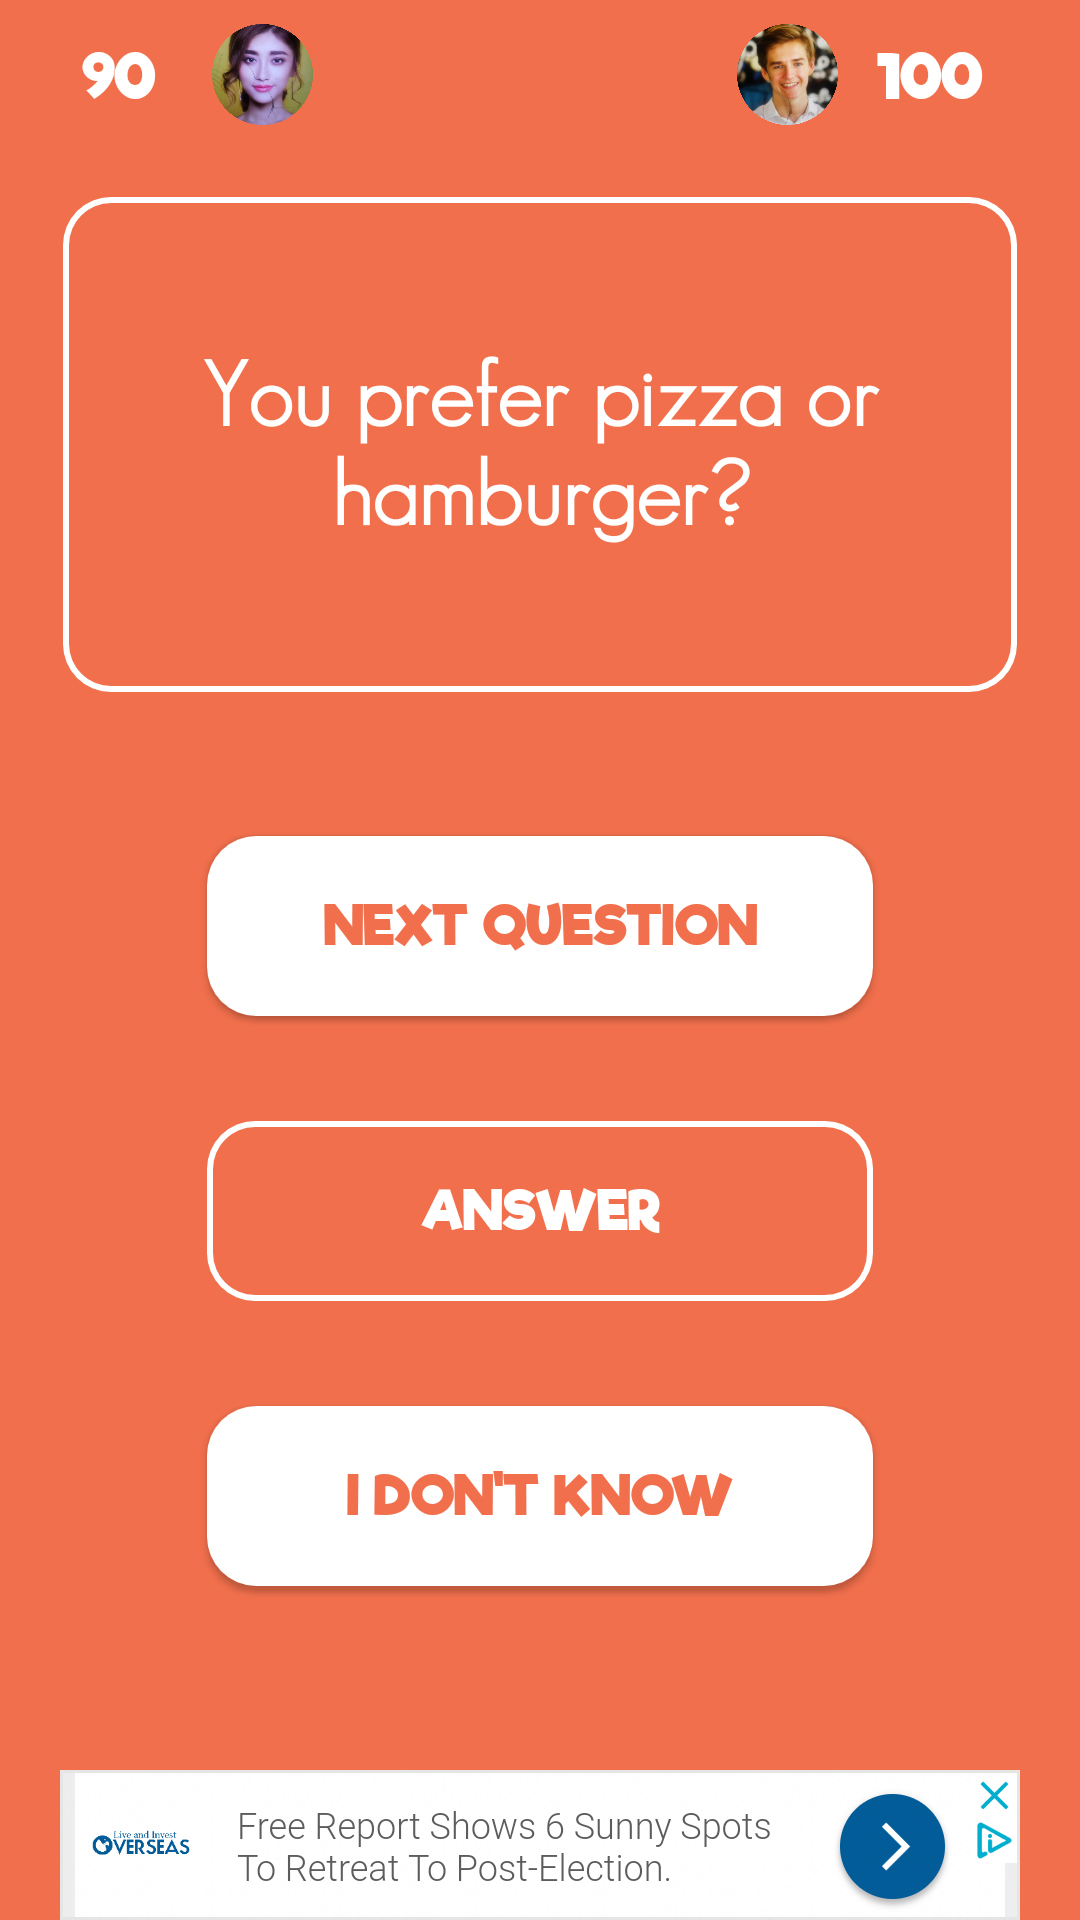 90
100
You prefer pizza or
hamburger?
NEXT QUESTION
ANSWER
I DON'T KNOW
Live and Invest
OVERSEAS
Free Report Shows 6 Sunny Spots
To Retreat To Post-Election.